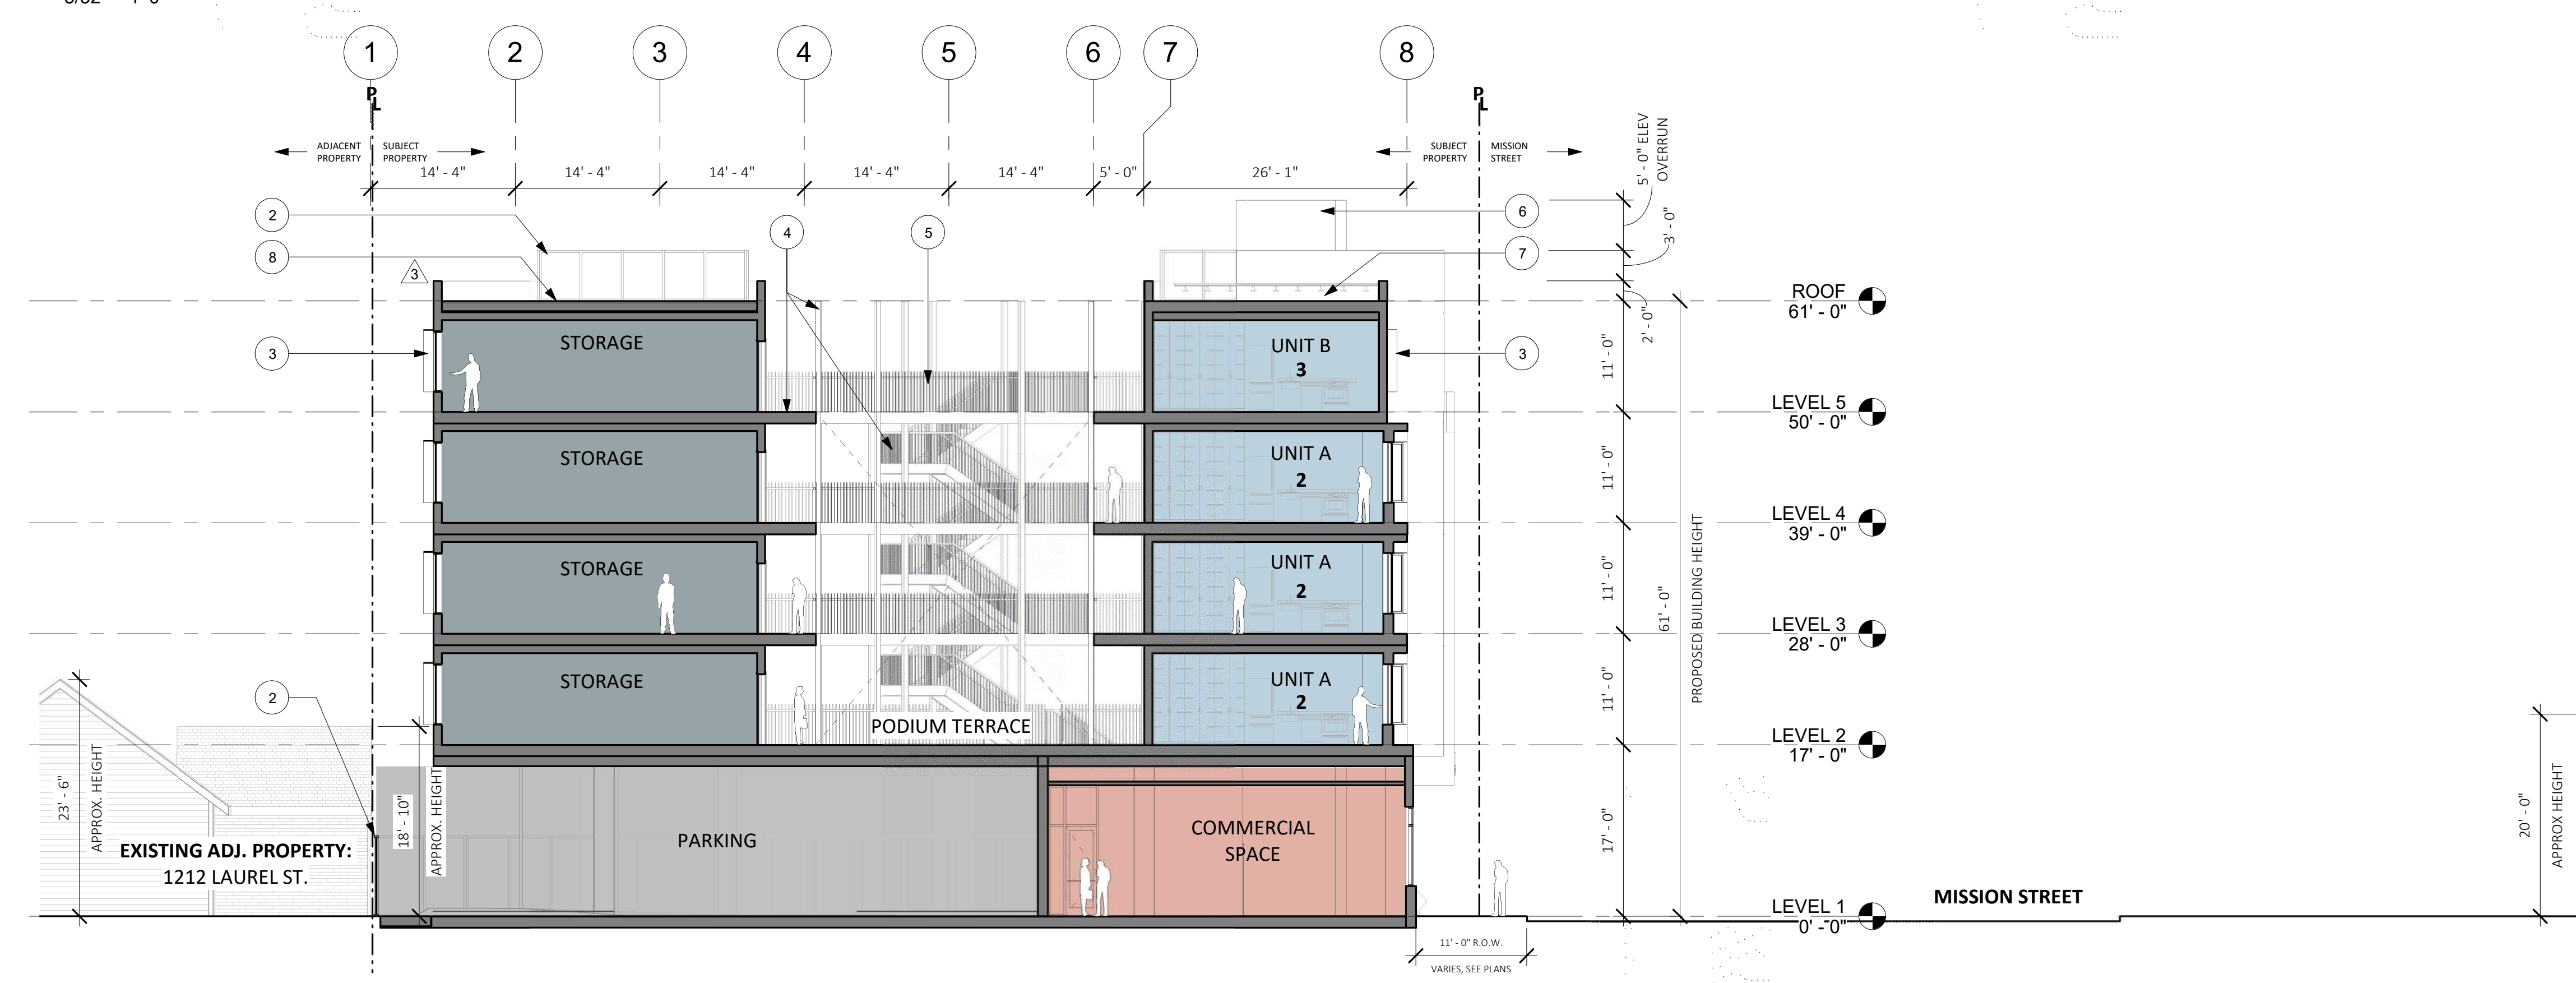 1 2 3 4 5 6 7 8
PL PL
ADJACENT
PROPERTY
SUBJECT
PROPERTY
SUBJECT
PROPERTY
MISSION
STREET
14' - 4" 14' - 4" 14' - 4" 14' - 4" 14' - 4" 5' - 0" 26' - 1"
5' - 0" ELEV
OVERRUN
3' - 0"
2' - 0"
2
8
3
3
4
5
6
7
3
2
STORAGE
STORAGE
STORAGE
STORAGE
UNIT B
3
UNIT A
2
UNIT A
2
UNIT A
2
PODIUM TERRACE
PARKING
COMMERCIAL
SPACE
23' - 6"
APPROX. HEIGHT
18' - 10"
APPROX. HEIGHT
EXISTING ADJ. PROPERTY:
1212 LAUREL ST.
11' - 0"
11' - 0"
11' - 0"
11' - 0"
17' - 0"
61' - 0"
PROPOSED BUILDING HEIGHT
ROOF
61' - 0"
LEVEL 5
50' - 0"
LEVEL 4
39' - 0"
LEVEL 3
28' - 0"
LEVEL 2
17' - 0"
LEVEL 1
0' - 0"
MISSION STREET
20' - 0"
APPROX HEIGHT
11' - 0" R.O.W.
VARIES, SEE PLANS